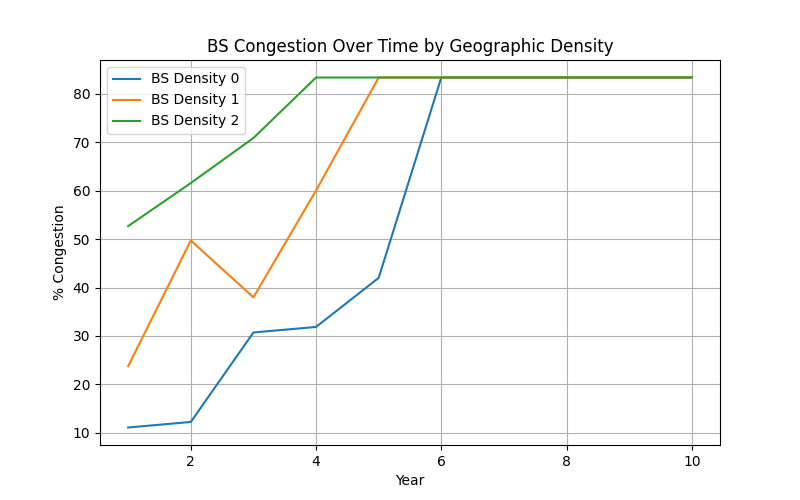 BS Congestion Over Time by Geographic Density
BS Density 0
BS Density 1
BS Density 2
% Congestion
80
70
60
50
40
30
20
10
2 4 6 8 10
Year